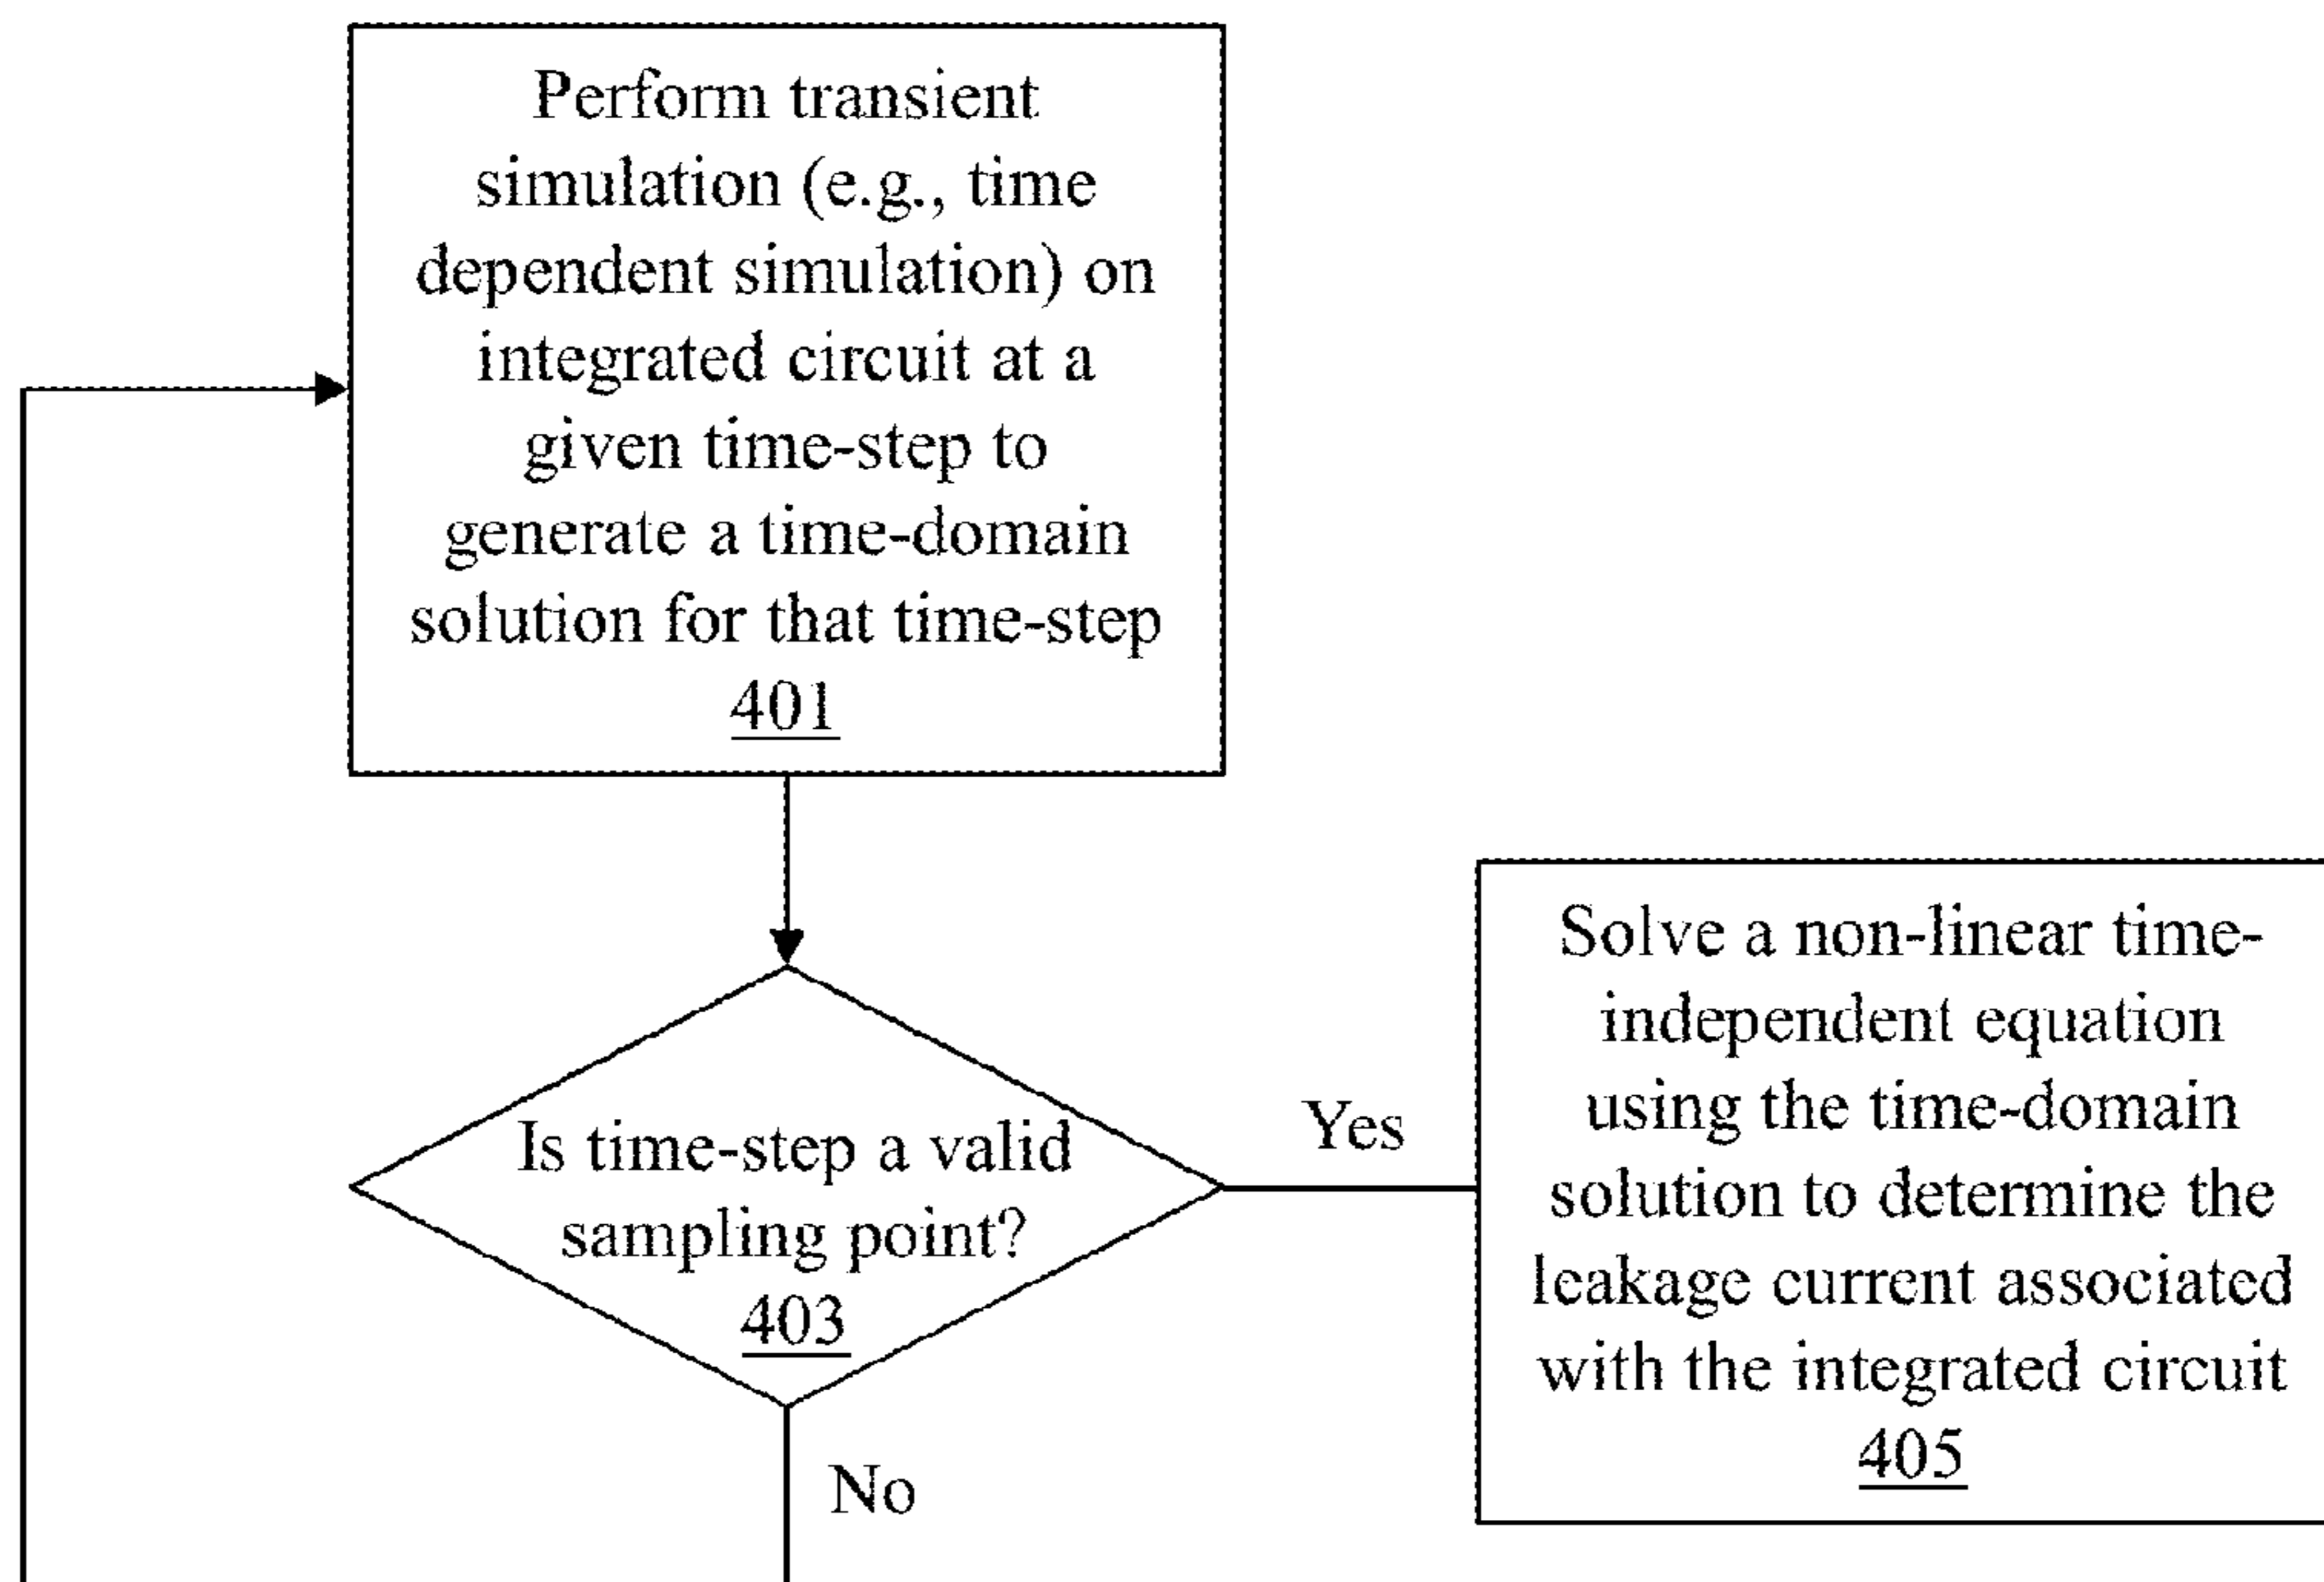 Perform transient
simulation (e.g., time
dependent simulation) on
integrated circuit at a
given time-step to
generate a time-domain
solution for that time-step
401
Is time-step a valid
sampling point?
403
Yes
No
Solve a non-linear time-
independent equation
using the time-domain
solution to determine the
leakage current associated
with the integrated circuit
405